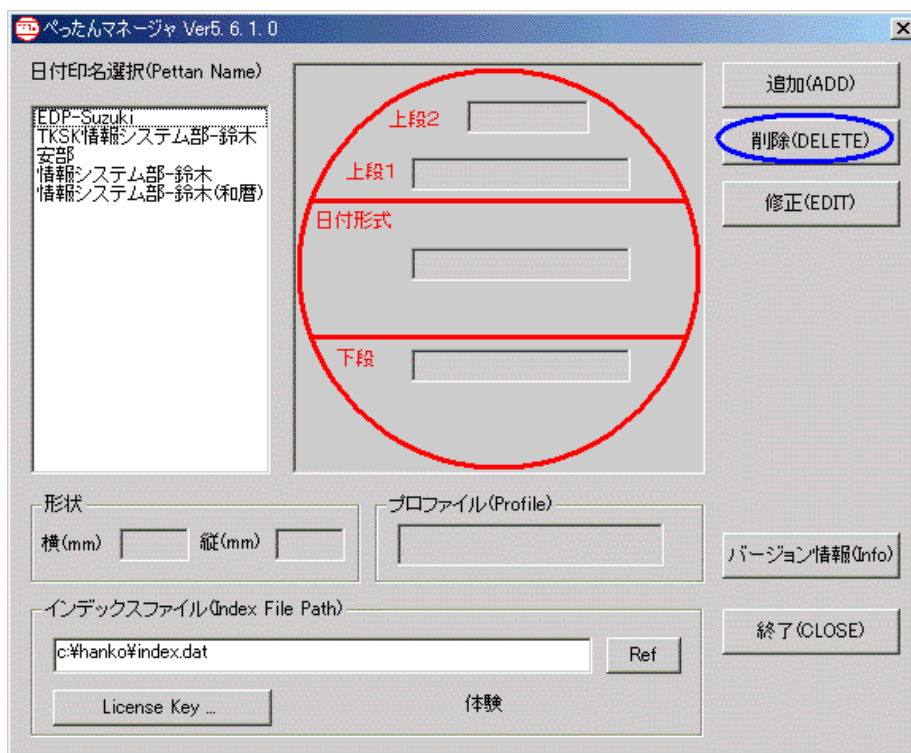 ぺったんマネージャ Ver5.6.1.0
日付印名選択(Pettan Name)
EDP-Suzuki
TKSK情報システム部-鈴木
安部
情報システム部-鈴木
情報システム部-鈴木(和暦)
上段2
上段1
日付形式
下段
追加(ADD)
削除(DELETE)
修正(EDIT)
形状
横(mm)
縦(mm)
プロファイル(Profile)
バージョン情報(Info)
インデックスファイル(Index File Path)
c:¥hanko¥index.dat
Ref
終了(CLOSE)
License Key ...
体験